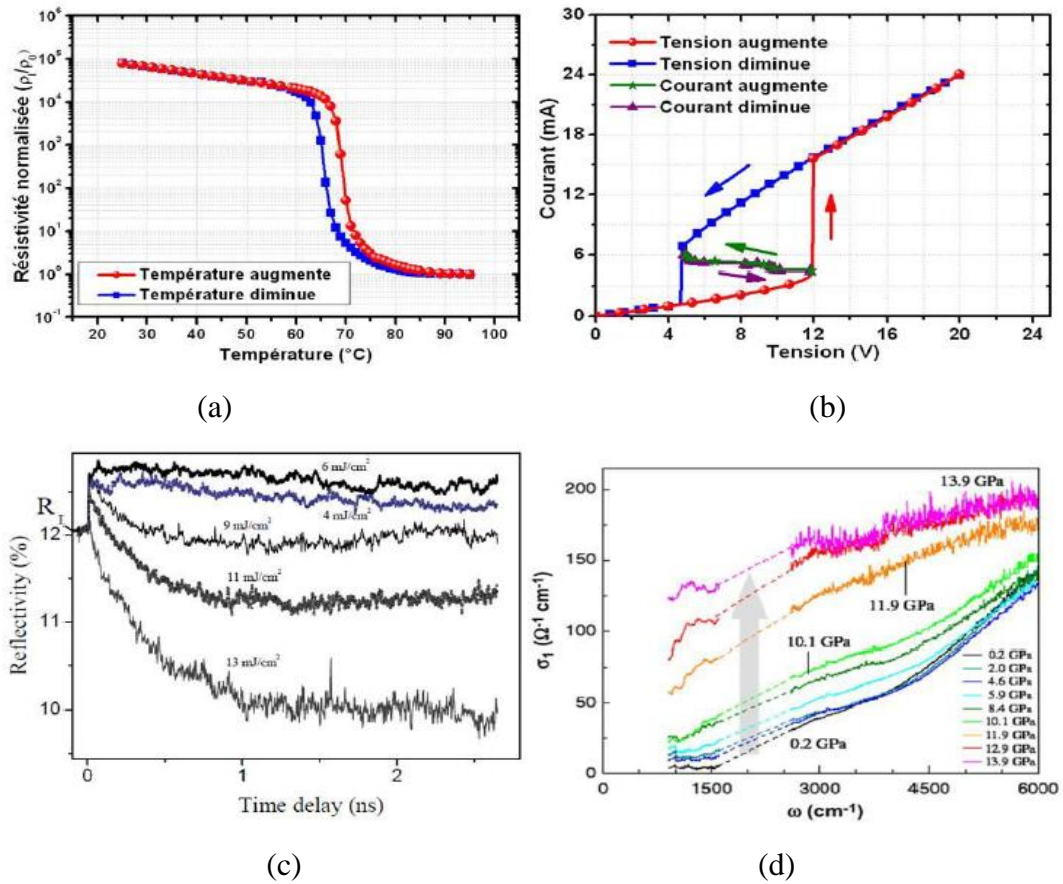 Résistivité normalisée (ρ/ρ₀)
10⁵
10⁴
10³
10²
10¹
10⁰
10⁻¹
Température augmente
Température diminue
20 30 40 50 60 70 80 90 100
Température (°C)
(a)
Courant (mA)
30
24
18
12
6
0
Tension augmente
Tension diminue
Courant augmente
Courant diminue
0 4 8 12 16 20 24
Tension (V)
(b)
Reflectivity (%)
12
11
10
6 mJ/cm²
4 mJ/cm²
9 mJ/cm²
11 mJ/cm²
13 mJ/cm²
0 1 2
Time delay (ns)
(c)
σ₁ (Ω⁻¹ cm⁻¹)
200
150
100
50
0
13.9 GPa
11.9 GPa
10.1 GPa
0.2 GPa
0.2 GPa
2.0 GPa
4.6 GPa
5.9 GPa
8.4 GPa
10.1 GPa
11.9 GPa
12.9 GPa
13.9 GPa
0 1500 3000 4500 6000
ω (cm⁻¹)
(d)